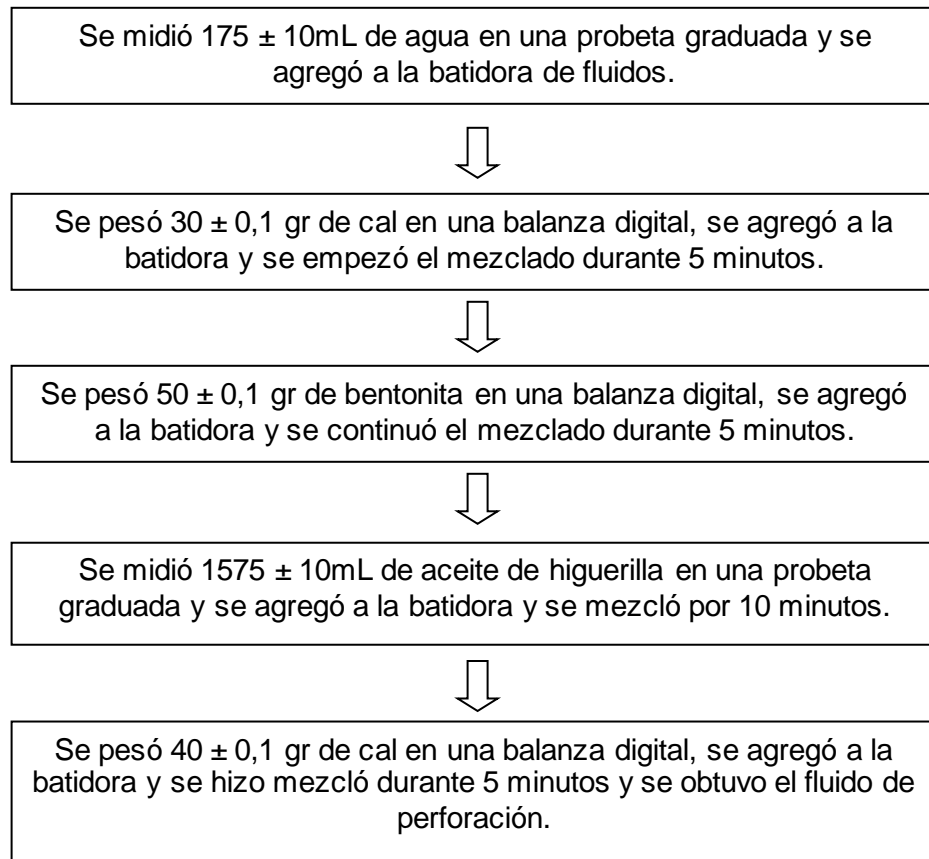 Se midió 175 ± 10mL de agua en una probeta graduada y se
agregó a la batidora de fluidos.
Se pesó 30 ± 0,1 gr de cal en una balanza digital, se agregó a la
batidora y se empezó el mezclado durante 5 minutos.
Se pesó 50 ± 0,1 gr de bentonita en una balanza digital, se agregó
a la batidora y se continuó el mezclado durante 5 minutos.
Se midió 1575 ± 10mL de aceite de higuerilla en una probeta
graduada y se agregó a la batidora y se mezcló por 10 minutos.
Se pesó 40 ± 0,1 gr de cal en una balanza digital, se agregó a la
batidora y se hizo mezcló durante 5 minutos y se obtuvo el fluido de
perforación.